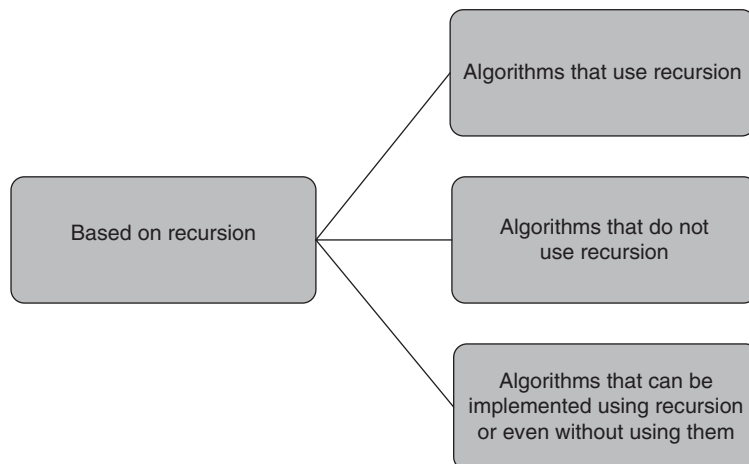 Algorithms that use recursion
Based on recursion
Algorithms that do not
use recursion
Algorithms that can be
implemented using recursion
or even without using them